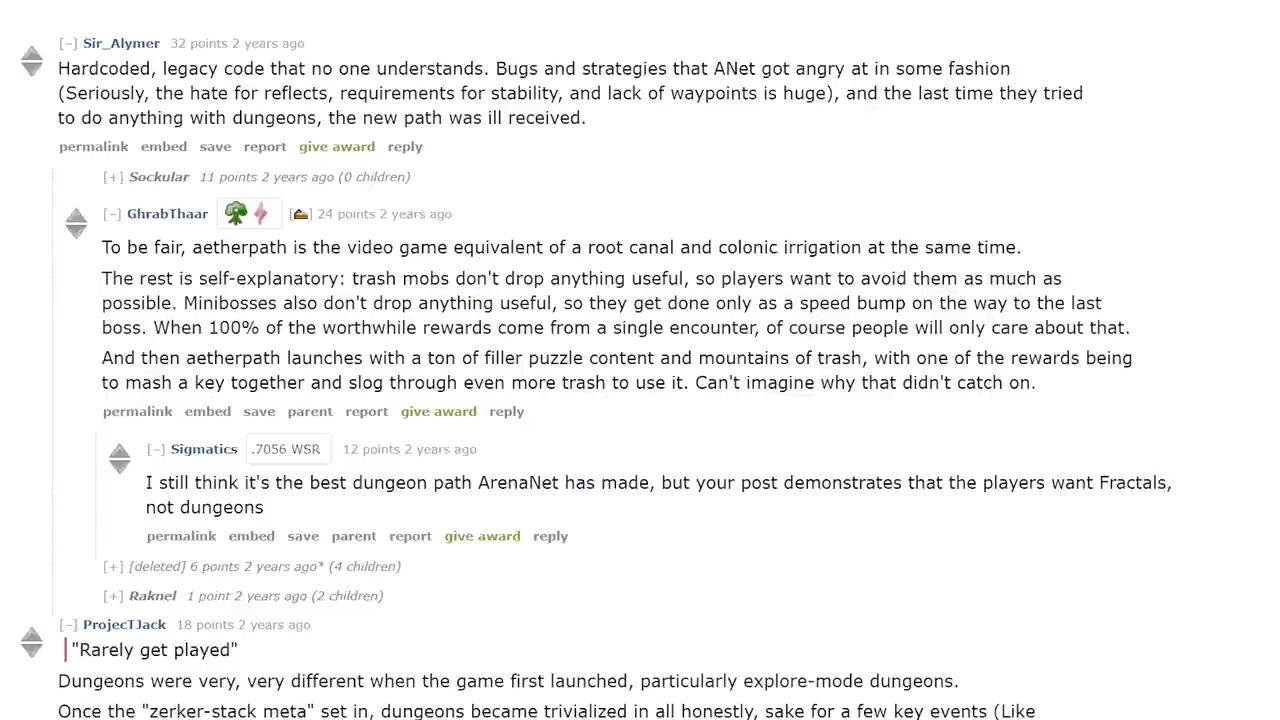 [–] Sir_Alymer 32 points 2 years ago
Hardcoded, legacy code that no one understands. Bugs and strategies that ANet got angry at in some fashion
(Seriously, the hate for reflects, requirements for stability, and lack of waypoints is huge), and the last time they tried
to do anything with dungeons, the new path was ill received.
permalink embed save report give award reply
[+] Sockular 11 points 2 years ago (0 children)
[–] GhrabThaar [ ] 24 points 2 years ago
To be fair, aetherpath is the video game equivalent of a root canal and colonic irrigation at the same time.
The rest is self-explanatory: trash mobs don't drop anything useful, so players want to avoid them as much as
possible. Minibosses also don't drop anything useful, so they get done only as a speed bump on the way to the last
boss. When 100% of the worthwhile rewards come from a single encounter, of course people will only care about that.
And then aetherpath launches with a ton of filler puzzle content and mountains of trash, with one of the rewards being
to mash a key together and slog through even more trash to use it. Can't imagine why that didn't catch on.
permalink embed save parent report give award reply
[–] Sigmatics .7056 WSR 12 points 2 years ago
I still think it's the best dungeon path ArenaNet has made, but your post demonstrates that the players want Fractals,
not dungeons
permalink embed save parent report give award reply
[+] [deleted] 6 points 2 years ago* (4 children)
[+] Raknel 1 point 2 years ago (2 children)
[–] ProjecTJack 18 points 2 years ago
"Rarely get played"
Dungeons were very, very different when the game first launched, particularly explore-mode dungeons.
Once the "zerker-stack meta" set in, dungeons became trivialized in all honestly, sake for a few key events (Like